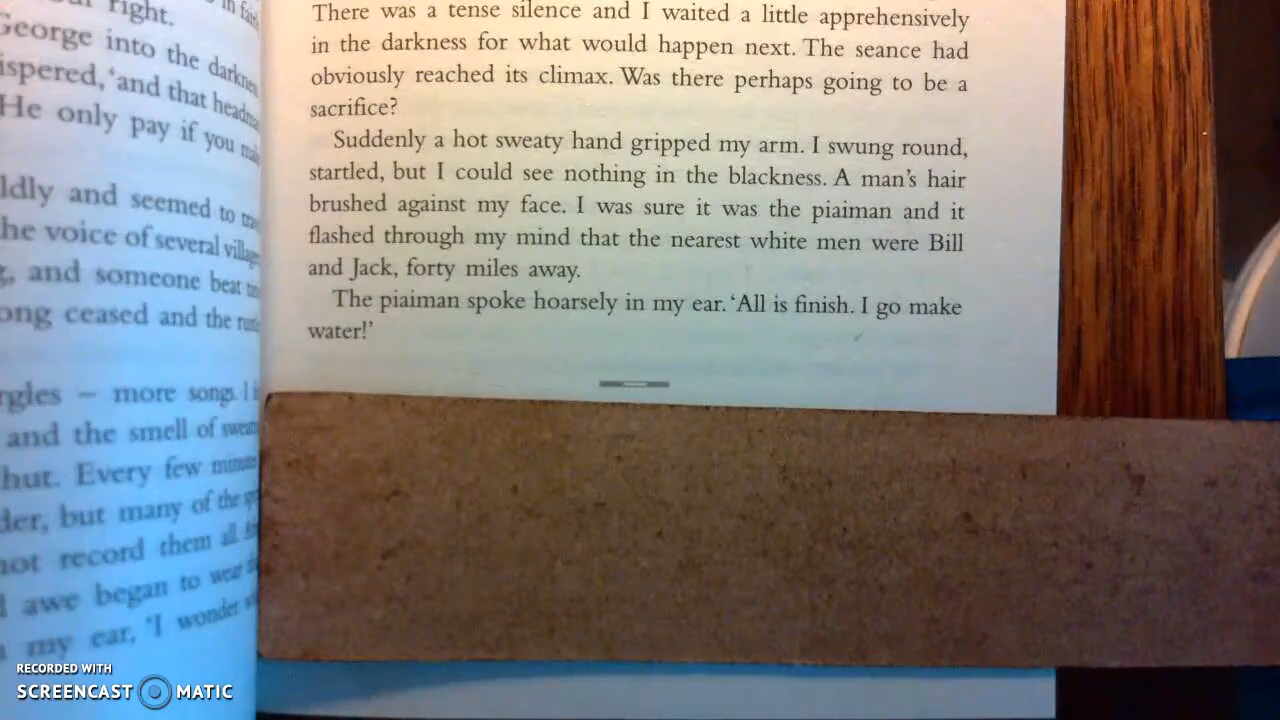 right.
George into the
'and that
He only pay if you
and seemed to
voice of several
and someone beat
ceased and the
more songs. I
and the smell of
hut. Every few
but many of the
not record them
awe began to wear
my ear, 'I wonder
There was a tense silence and I waited a little apprehensively
in the darkness for what would happen next. The seance had
obviously reached its climax. Was there perhaps going to be a
sacrifice?
Suddenly a hot sweaty hand gripped my arm. I swung round,
startled, but I could see nothing in the blackness. A man's hair
brushed against my face. I was sure it was the piaiman and it
flashed through my mind that the nearest white men were Bill
and Jack, forty miles away.
The piaiman spoke hoarsely in my ear. 'All is finish. I go make
water!'
RECORDED WITH
SCREENCAST MATIC